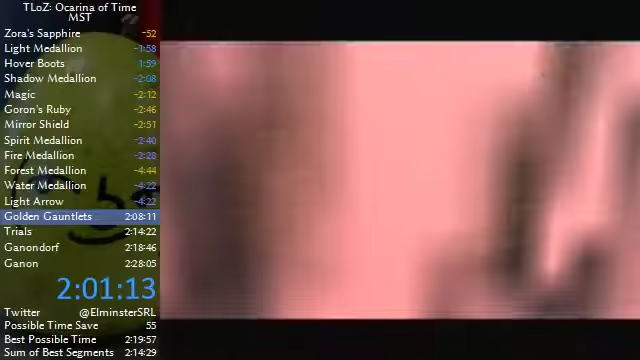 TLoZ: Ocarina of Time
MST
Zora's Sapphire -52
Light Medallion -1:58
Hover Boots 1:59
Shadow Medallion -2:08
Magic -2:12
Goron's Ruby -2:46
Mirror Shield -2:51
Spirit Medallion -2:40
Fire Medallion -2:28
Forest Medallion -4:44
Water Medallion -4:22
Light Arrow -4:22
Golden Gauntlets 2:08:11
Trials 2:14:22
Ganondorf 2:18:46
Ganon 2:28:05
2:01:13
Twitter @ElminsterSRL
Possible Time Save 55
Best Possible Time 2:19:57
Sum of Best Segments 2:14:29